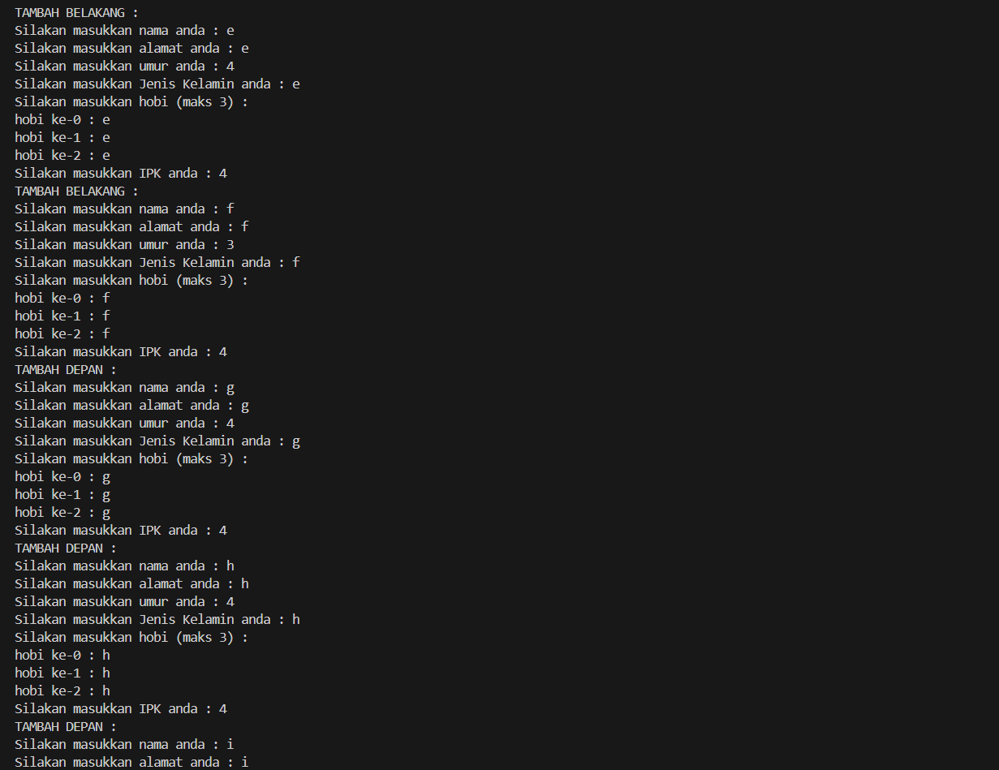 TAMBAH BELAKANG :
Silakan masukkan nama anda : e
Silakan masukkan alamat anda : e
Silakan masukkan umur anda : 4
Silakan masukkan Jenis Kelamin anda : e
Silakan masukkan hobi (maks 3) :
hobi ke-0 : e
hobi ke-1 : e
hobi ke-2 : e
Silakan masukkan IPK anda : 4
TAMBAH BELAKANG :
Silakan masukkan nama anda : f
Silakan masukkan alamat anda : f
Silakan masukkan umur anda : 3
Silakan masukkan Jenis Kelamin anda : f
Silakan masukkan hobi (maks 3) :
hobi ke-0 : f
hobi ke-1 : f
hobi ke-2 : f
Silakan masukkan IPK anda : 4
TAMBAH DEPAN :
Silakan masukkan nama anda : g
Silakan masukkan alamat anda : g
Silakan masukkan umur anda : 4
Silakan masukkan Jenis Kelamin anda : g
Silakan masukkan hobi (maks 3) :
hobi ke-0 : g
hobi ke-1 : g
hobi ke-2 : g
Silakan masukkan IPK anda : 4
TAMBAH DEPAN :
Silakan masukkan nama anda : h
Silakan masukkan alamat anda : h
Silakan masukkan umur anda : 4
Silakan masukkan Jenis Kelamin anda : h
Silakan masukkan hobi (maks 3) :
hobi ke-0 : h
hobi ke-1 : h
hobi ke-2 : h
Silakan masukkan IPK anda : 4
TAMBAH DEPAN :
Silakan masukkan nama anda : i
Silakan masukkan alamat anda : i